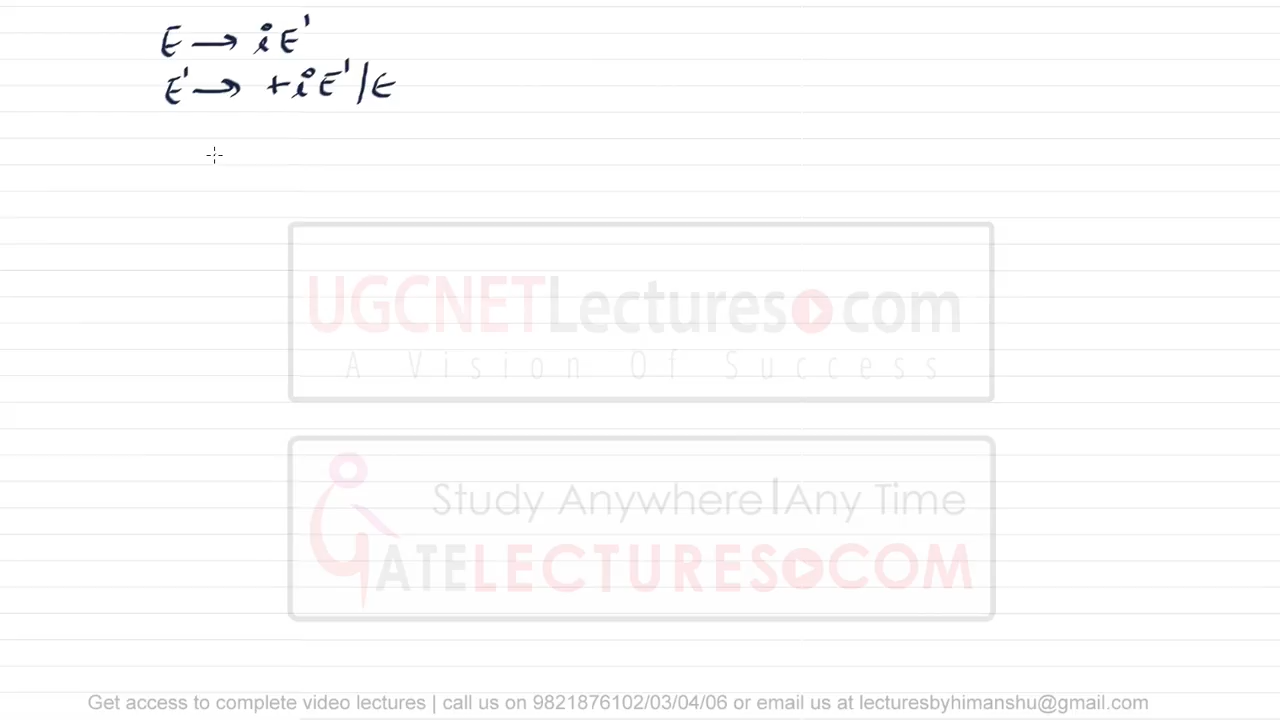 E → iE'
E' → +iE'/ϵ
UGCNETLectures.com
A Vision Of Success
Study Anywhere|Any Time
GATELECTURES.COM
Get access to complete video lectures | call us on 9821876102/03/04/06 or email us at lecturesbyhimanshu@gmail.com